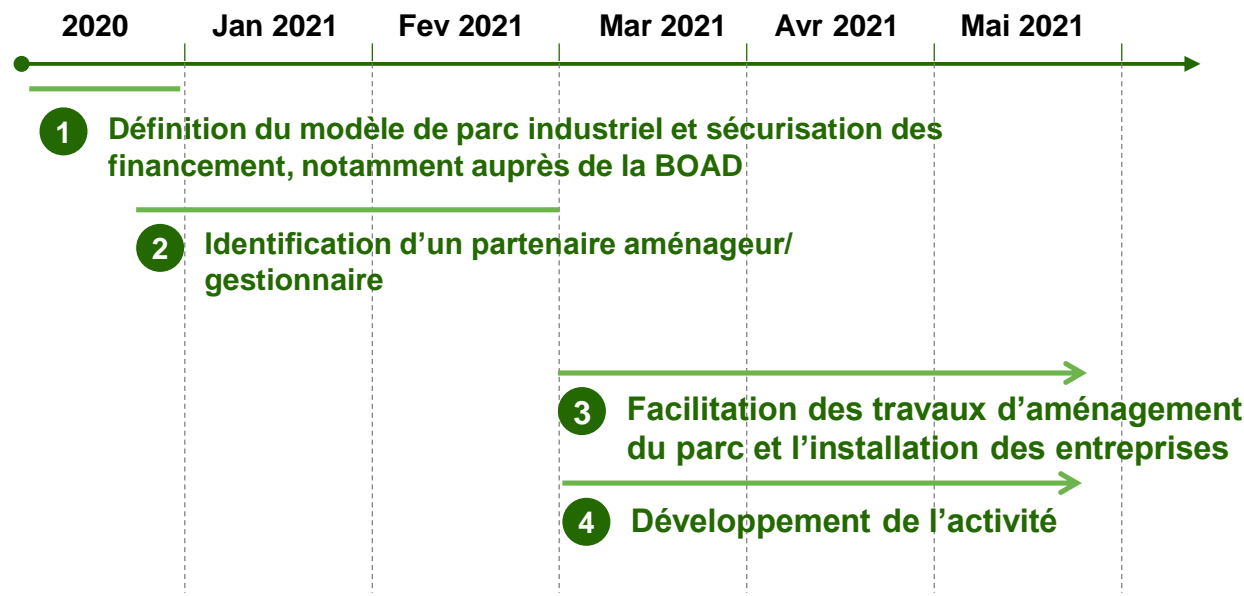 2020 Jan 2021 Fev 2021 Mar 2021 Avr 2021 Mai 2021
1 Définition du modèle de parc industriel et sécurisation des
financement, notamment auprès de la BOAD
2 Identification d’un partenaire aménageur/
gestionnaire
3 Facilitation des travaux d’aménagement
du parc et l’installation des entreprises
4 Développement de l’activité